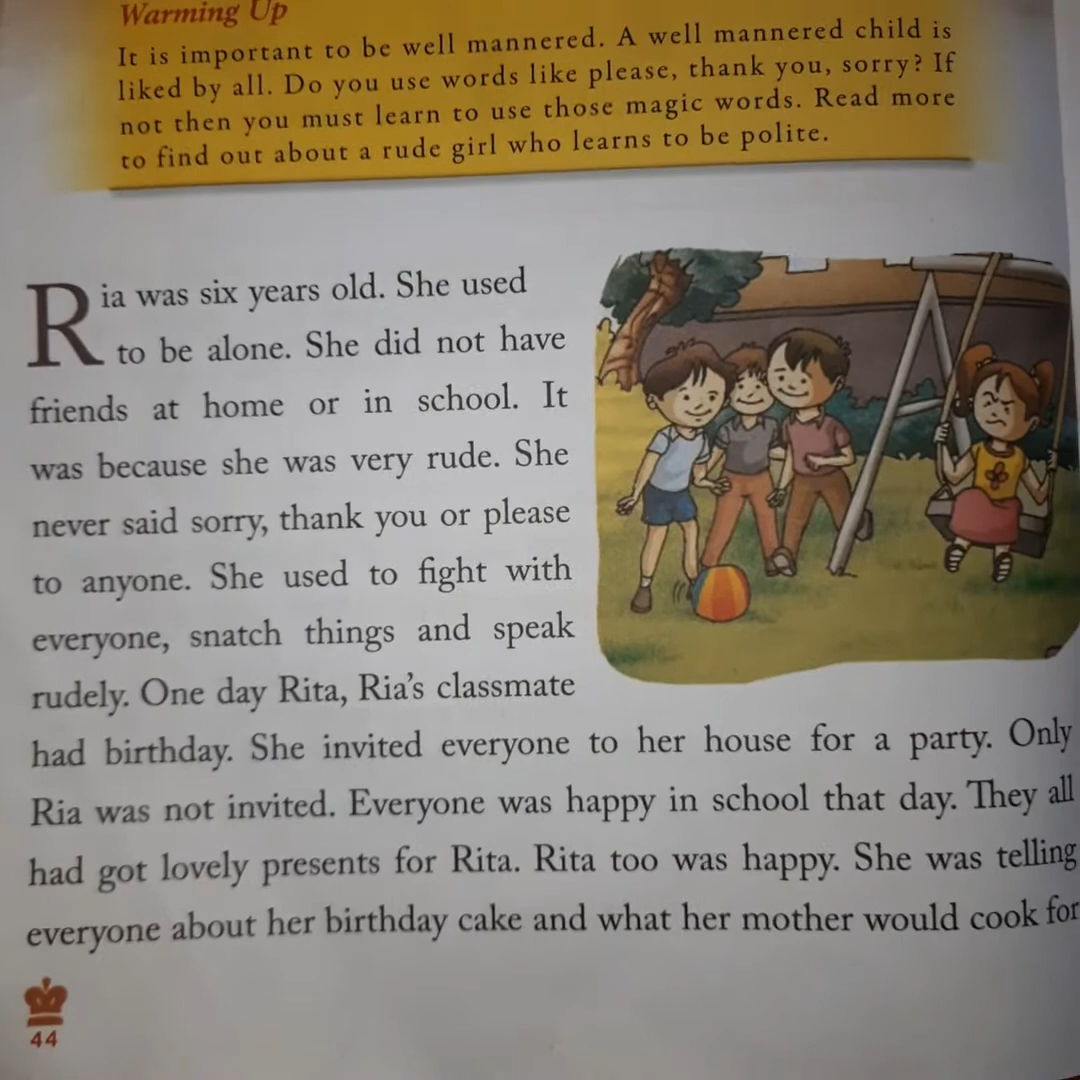 Warming Up
It is important to be well mannered. A well mannered child is
liked by all. Do you use words like please, thank you, sorry? If
not then you must learn to use those magic words. Read more
to find out about a rude girl who learns to be polite.
Ria was six years old. She used
to be alone. She did not have
friends at home or in school. It
was because she was very rude. She
never said sorry, thank you or please
to anyone. She used to fight with
everyone, snatch things and speak
rudely. One day Rita, Ria's classmate
had birthday. She invited everyone to her house for a party. Only
Ria was not invited. Everyone was happy in school that day. They all
had got lovely presents for Rita. Rita too was happy. She was telling
everyone about her birthday cake and what her mother would cook for
44